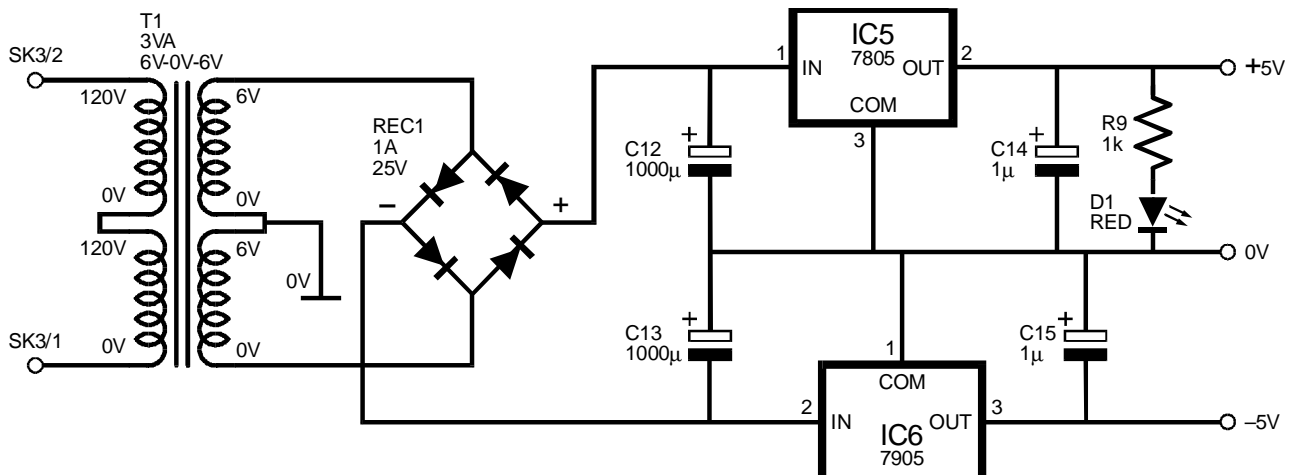 T1
3VA
6V-0V-6V
SK3/2
120V
6V
0V
0V
120V
6V
0V
0V
SK3/1
0V
REC1
1A
25V
–
+
+
C12
1000µ
+
C13
1000µ
1
IN
IC5
7805
OUT
COM
2
3
+
C14
1µ
R9
1k
D1
RED
+5V
0V
1
COM
2
IN
OUT
3
IC6
7905
+
C15
1µ
–5V